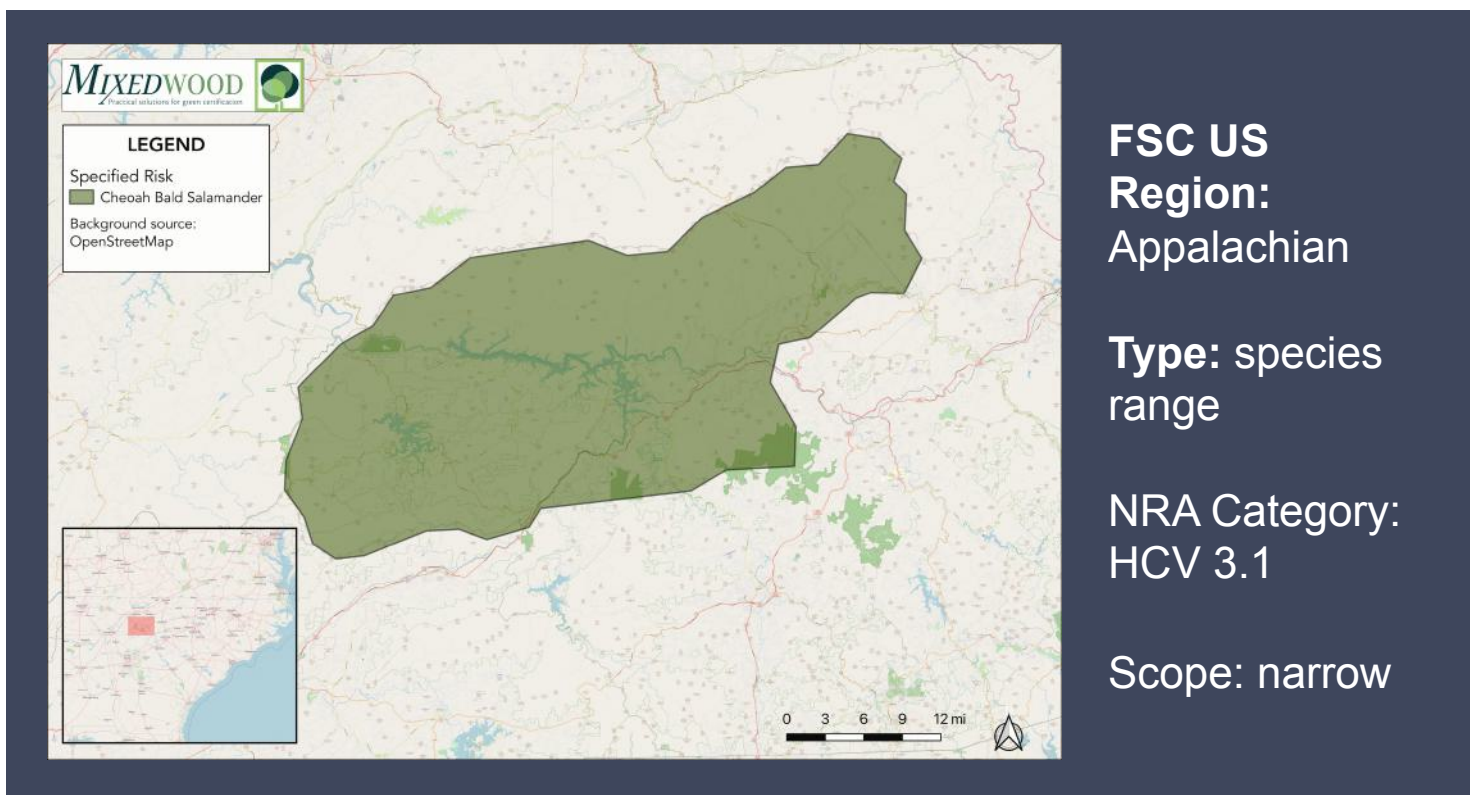 MIXEDWOOD
Practical solutions for green certification
LEGEND
Specified Risk
Cheoah Bald Salamander
Background source:
OpenStreetMap
0 3 6 9 12 mi
FSC US
Region:
Appalachian
Type: species
range
NRA Category:
HCV 3.1
Scope: narrow